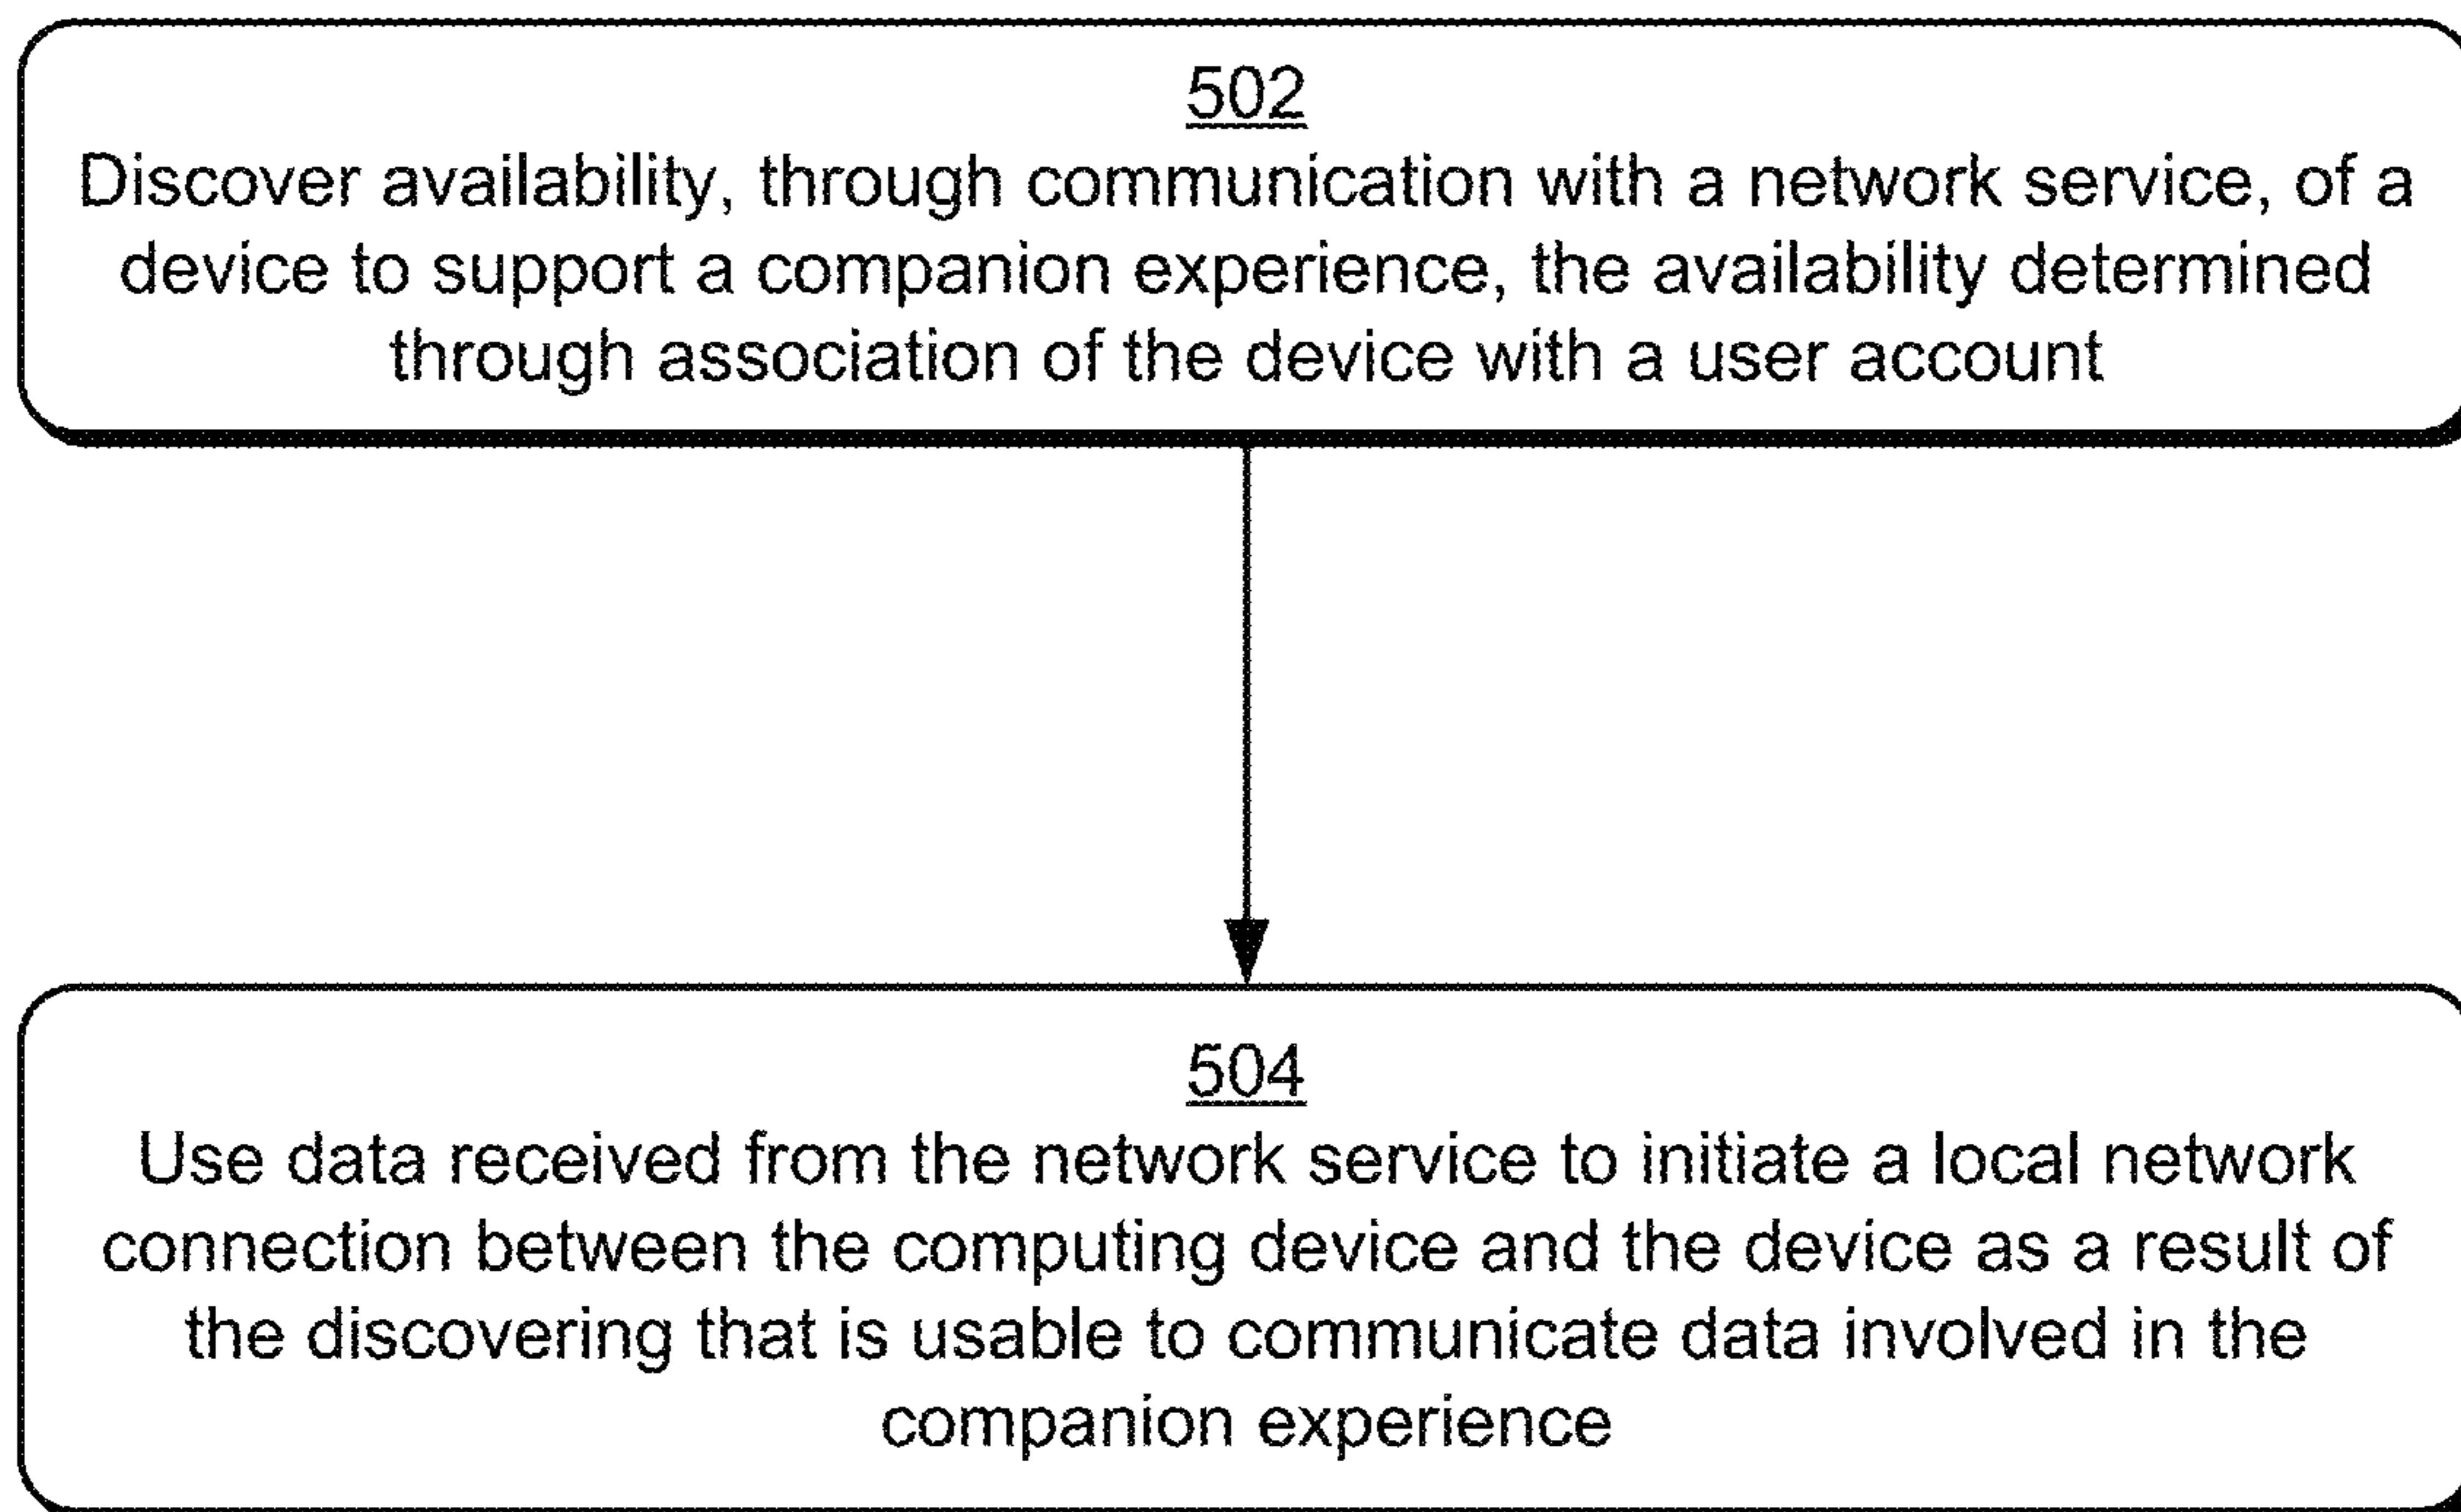 502
Discover availability, through communication with a network service, of a
device to support a companion experience, the availability determined
through association of the device with a user account
504
Use data received from the network service to initiate a local network
connection between the computing device and the device as a result of
the discovering that is usable to communicate data involved in the
companion experience